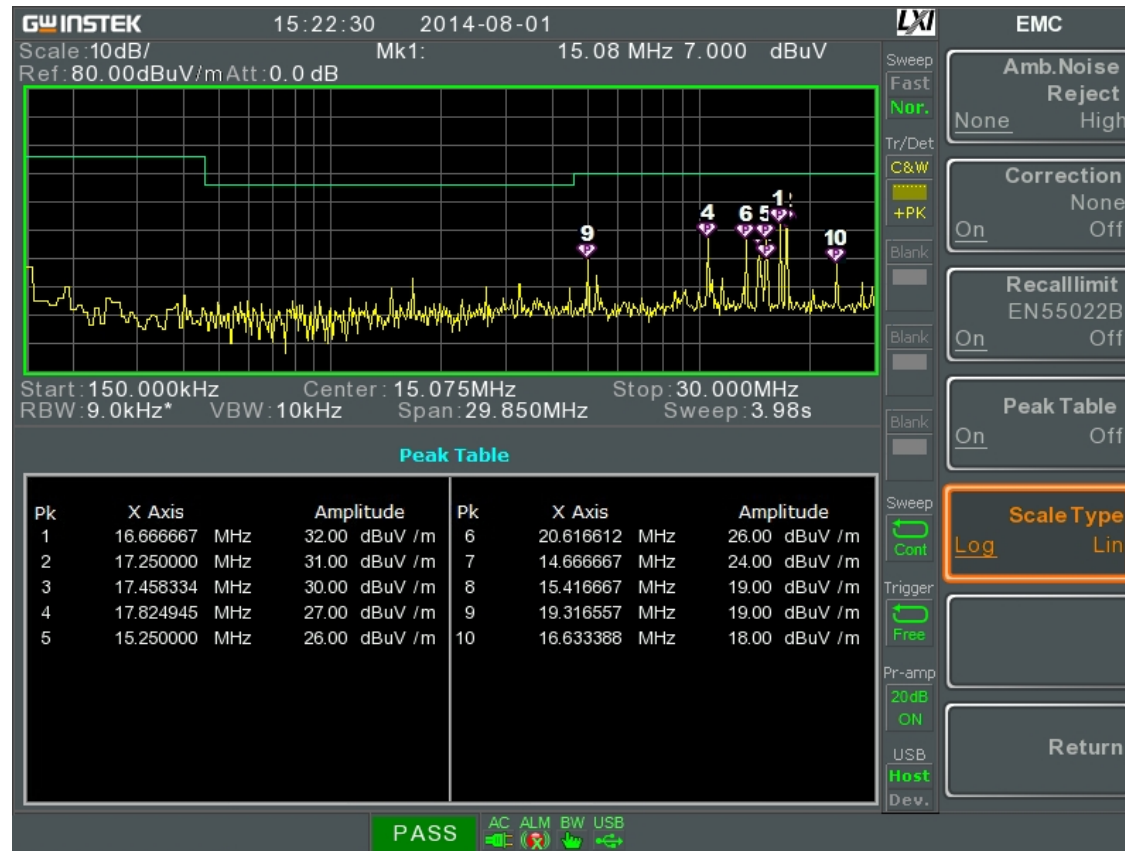 GWINSTEK 15:22:30 2014-08-01 LXI EMC
Scale:10dB/ Mk1: 15.08 MHz 7.000 dBuV
Ref:80.00dBuV/m Att:0.0 dB
Sweep
Fast
Nor.
Tr/Det
C&W
+PK
Blank
Blank
Blank
Sweep
Cont
Trigger
Free
Pr-amp
20dB
ON
USB
Host
Dev.
Amb.Noise
Reject
None High
Correction
None
On Off
Recalllimit
EN55022B
On Off
Peak Table
On Off
Scale Type
Log Lin
Return
9 4 6 5 1 10
Start:150.000kHz Center:15.075MHz Stop:30.000MHz
RBW:9.0kHz* VBW:10kHz Span:29.850MHz Sweep:3.98s
Peak Table
Pk X Axis Amplitude Pk X Axis Amplitude
1 16.666667 MHz 32.00 dBuV /m 6 20.616612 MHz 26.00 dBuV /m
2 17.250000 MHz 31.00 dBuV /m 7 14.666667 MHz 24.00 dBuV /m
3 17.458334 MHz 30.00 dBuV /m 8 15.416667 MHz 19.00 dBuV /m
4 17.824945 MHz 27.00 dBuV /m 9 19.316557 MHz 19.00 dBuV /m
5 15.250000 MHz 26.00 dBuV /m 10 16.633388 MHz 18.00 dBuV /m
PASS AC ALM BW USB